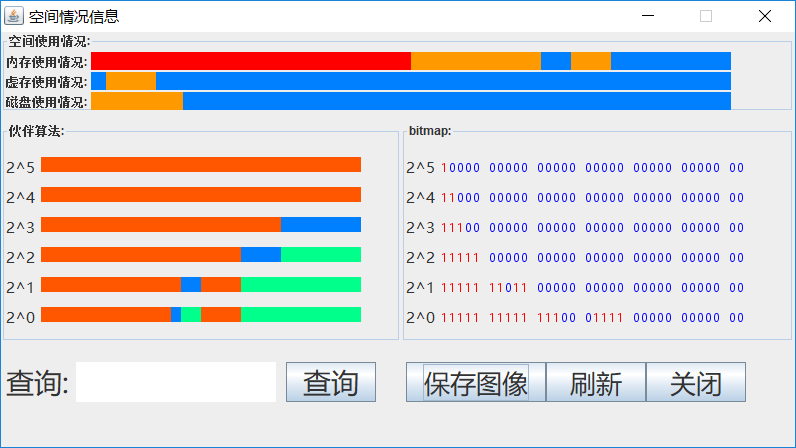 空间情况信息
空间使用情况:
内存使用情况:
虚存使用情况:
磁盘使用情况:
伙伴算法:
2^5
2^4
2^3
2^2
2^1
2^0
bitmap:
2^5 10000 00000 00000 00000 00000 00000 00
2^4 11000 00000 00000 00000 00000 00000 00
2^3 11100 00000 00000 00000 00000 00000 00
2^2 11111 00000 00000 00000 00000 00000 00
2^1 11111 11011 00000 00000 00000 00000 00
2^0 11111 11111 11100 01111 00000 00000 00
查询: 查询 保存图像 刷新 关闭